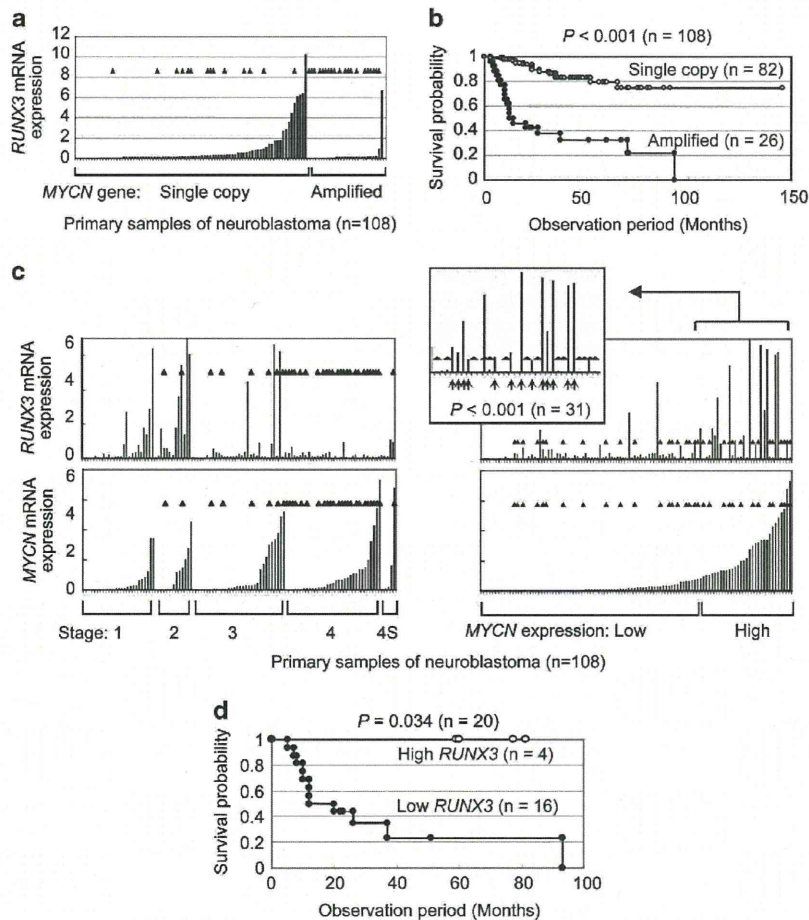 a
RUNX3 mRNA
expression
12
10
8
6
4
2
0
MYCN gene: Single copy Amplified
Primary samples of neuroblastoma (n=108)
b
P < 0.001 (n = 108)
Survival probability
1
0.8
0.6
0.4
0.2
0
Single copy (n = 82)
Amplified (n = 26)
0 50 100 150
Observation period (Months)
c
RUNX3 mRNA
expression
6
4
2
0
MYCN mRNA
expression
6
4
2
0
Stage: 1 2 3 4 4S
P < 0.001 (n = 31)
MYCN expression: Low High
Primary samples of neuroblastoma (n=108)
d
P = 0.034 (n = 20)
Survival probability
1
0.8
0.6
0.4
0.2
0
High RUNX3 (n = 4)
Low RUNX3 (n = 16)
0 20 40 60 80 100
Observation period (Months)